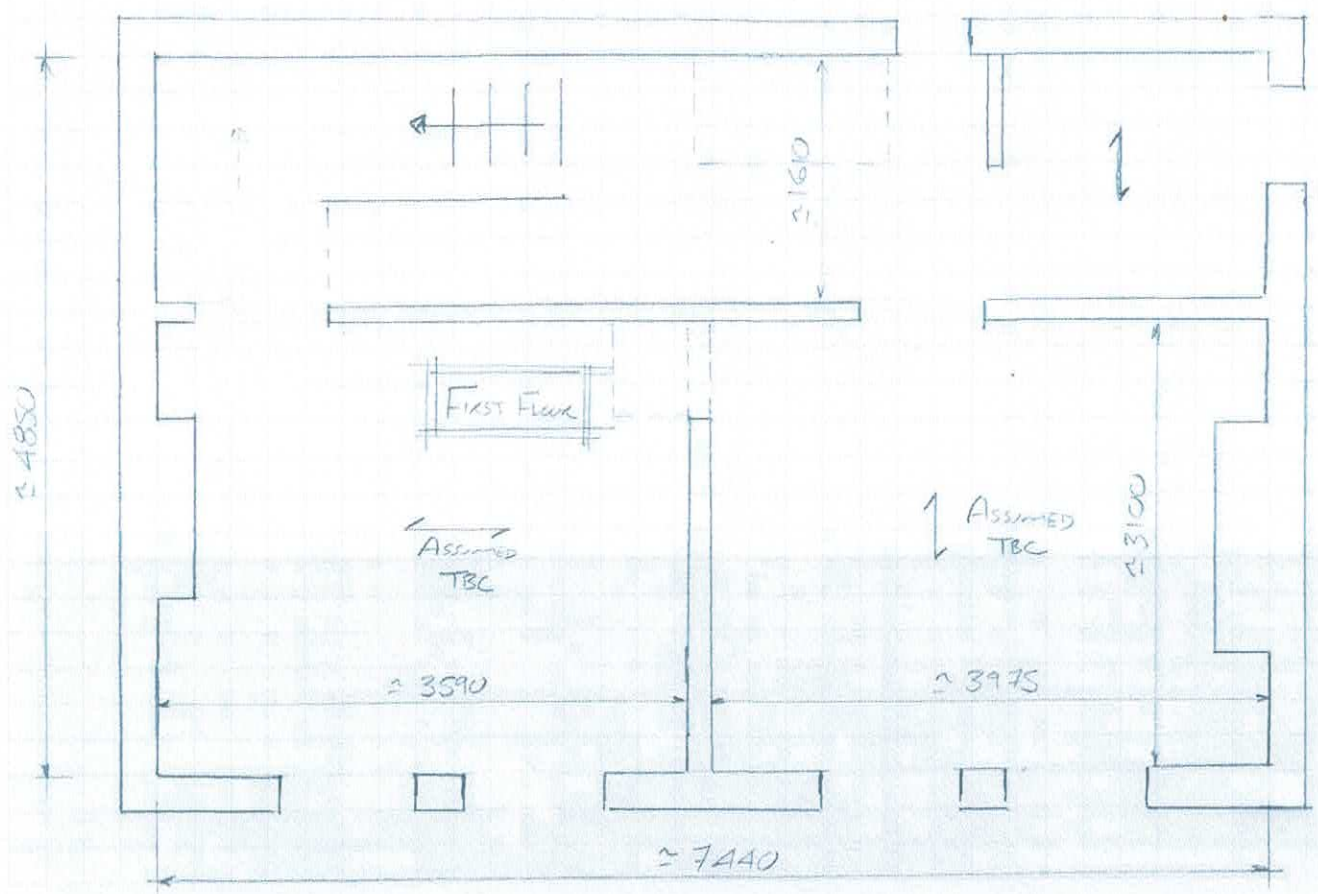 ≈1610
≈4850
FIRST FLOOR
ASSUMED
TBC
ASSUMED
TBC
≈3100
≈3590
≈3975
≈7440